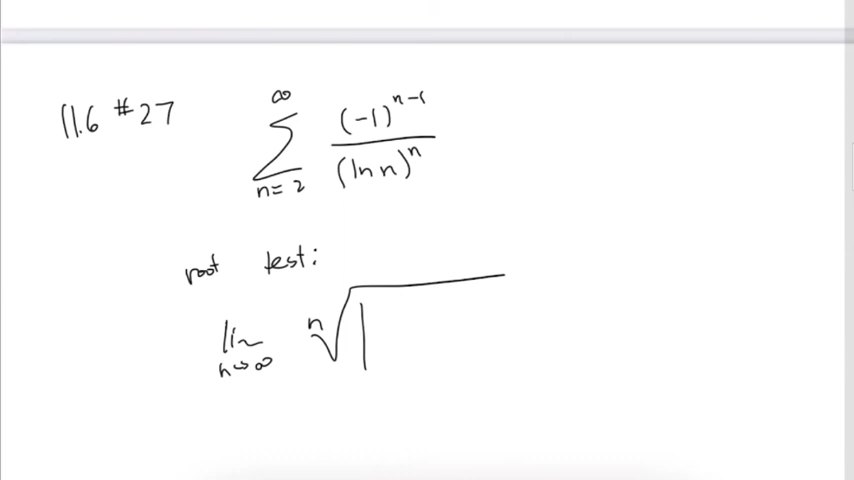 11.6 #27
∞
∑ (-1)^{n-1} / (ln n)^n
n=2
root test:
lim n√|
n→∞